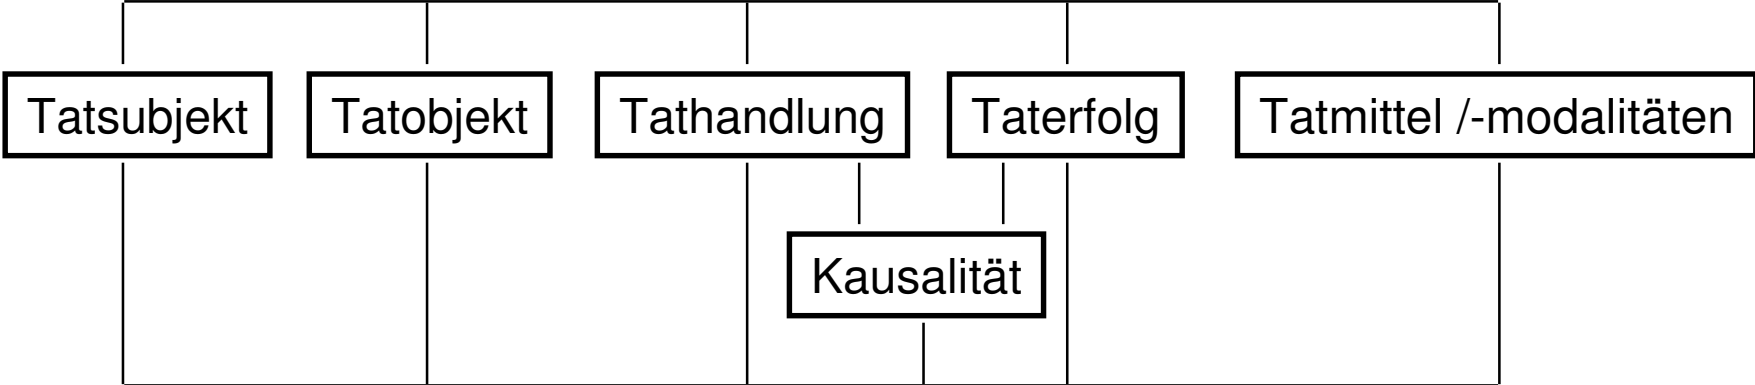 Tatsubjekt
Tatobjekt
Tathandlung
Taterfolg
Tatmittel /-modalitäten
Kausalität